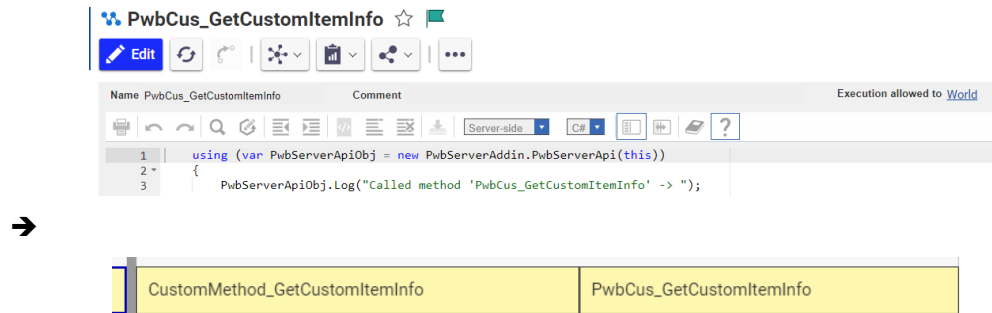 PwbCus_GetCustomItemInfo
Edit
Name PwbCus_GetCustomItemInfo Comment Execution allowed to World
Server-side C# ?
1 using (var PwbServerApiObj = new PwbServerAddin.PwbServerApi(this))
2 {
3 PwbServerApiObj.Log("Called method 'PwbCus_GetCustomItemInfo' -> ");
CustomMethod_GetCustomItemInfo PwbCus_GetCustomItemInfo